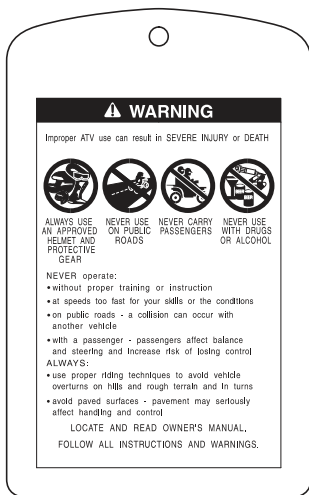 WARNING
Improper ATV use can result in SEVERE INJURY or DEATH
ALWAYS USE
AN APPROVED
HELMET AND
PROTECTIVE
GEAR
NEVER USE
ON PUBLIC
ROADS
NEVER CARRY
PASSENGERS
NEVER USE
WITH DRUGS
OR ALCOHOL
NEVER operate:
• without proper training or instruction
• at speeds too fast for your skills or the conditions
• on public roads - a collision can occur with
another vehicle
• with a passenger - passengers affect balance
and steering and increase risk of losing control
ALWAYS:
• use proper riding techniques to avoid vehicle
overturns on hills and rough terrain and in turns
• avoid paved surfaces - pavement may seriously
affect handling and control
LOCATE AND READ OWNER'S MANUAL.
FOLLOW ALL INSTRUCTIONS AND WARNINGS.